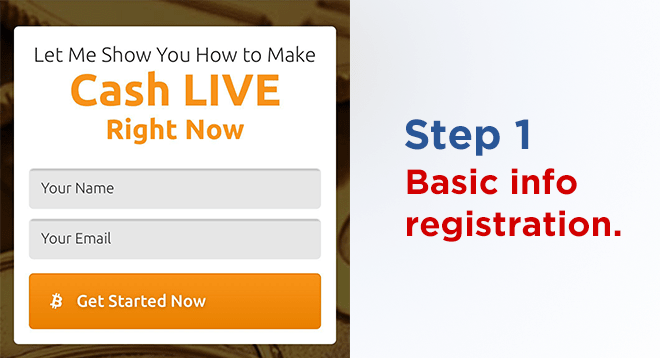 Let Me Show You How to Make
Cash LIVE
Right Now
Your Name
Your Email
Get Started Now
Step 1
Basic info
registration.